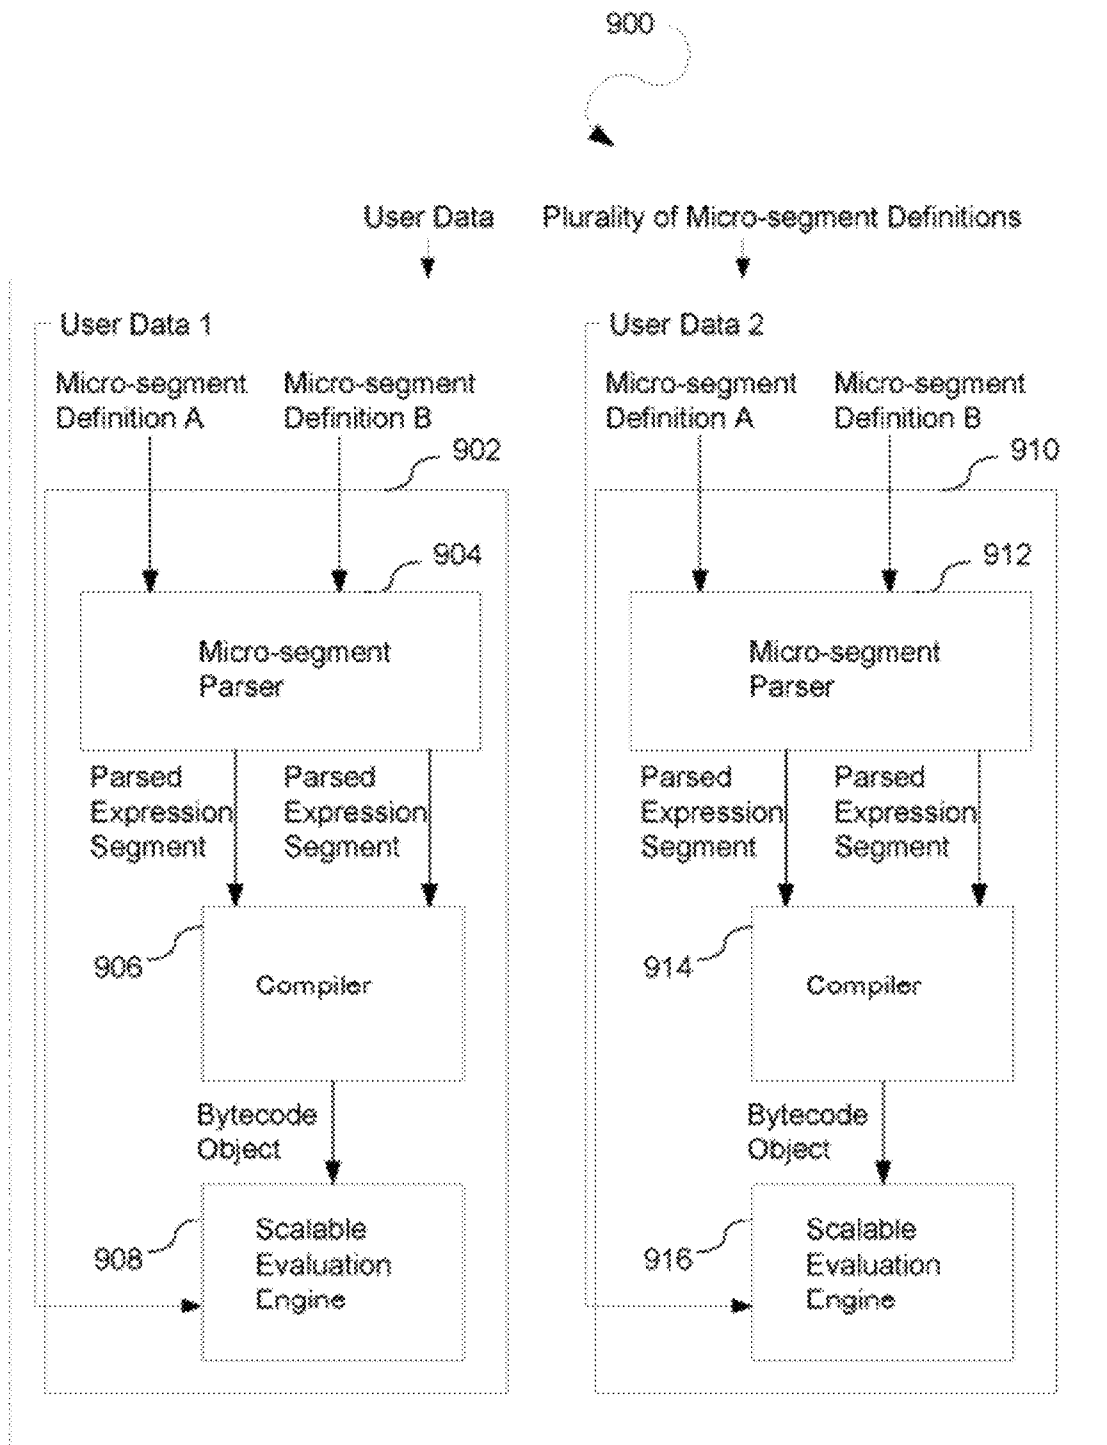 900
User Data
Plurality of Micro-segment Definitions
User Data 1
Micro-segment
Definition A
Micro-segment
Definition B
902
904
Micro-segment
Parser
Parsed
Expression
Segment
Parsed
Expression
Segment
906
Compiler
Bytecode
Object
908
Scalable
Evaluation
Engine
User Data 2
Micro-segment
Definition A
Micro-segment
Definition B
910
912
Micro-segment
Parser
Parsed
Expression
Segment
Parsed
Expression
Segment
914
Compiler
Bytecode
Object
916
Scalable
Evaluation
Engine